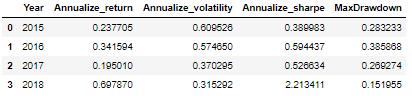 Year Annualize_return Annualize_volatility Annualize_sharpe MaxDrawdown
0 2015 0.237705 0.609526 0.389983 0.283233
1 2016 0.341594 0.574650 0.594437 0.385868
2 2017 0.195010 0.370295 0.526634 0.269274
3 2018 0.697870 0.315292 2.213411 0.151955